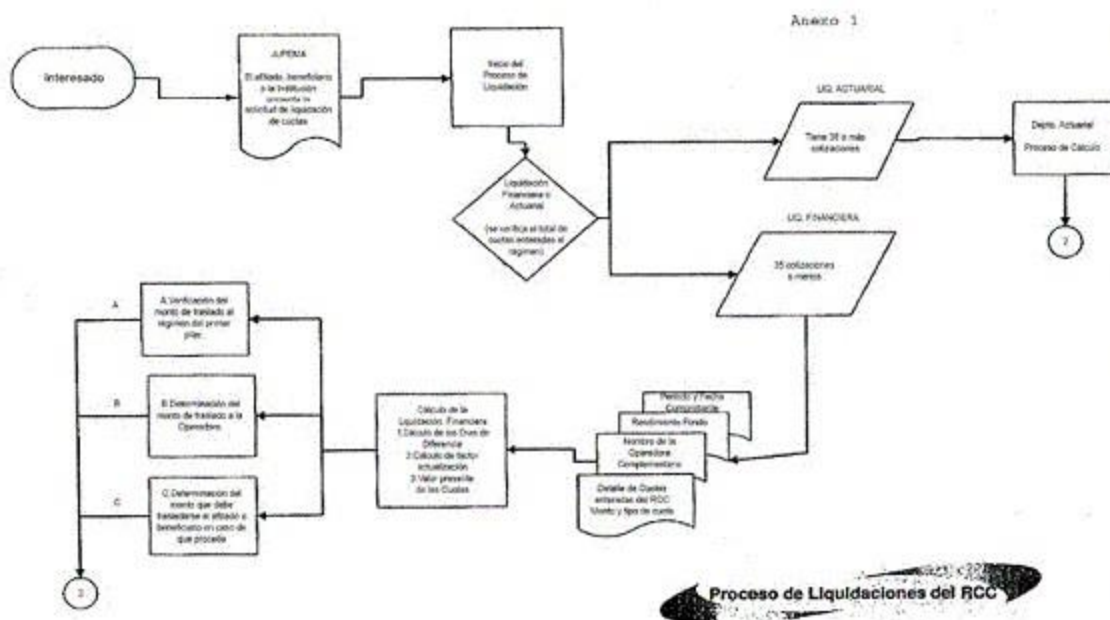 Anexo 1
Interesado
JUPEMA
El afiliado, beneficiario
o la Institución
presenta la
solicitud de liquidación
de cuotas
Inicio del
Proceso de
Liquidación
Liquidación
Financiera o
Actuarial
(se verifica el total de
cuotas enteradas al
régimen)
LIQ. ACTUARIAL
Tiene 36 o más
cotizaciones
Depto. Actuarial
Proceso de Cálculo
2
LIQ. FINANCIERA
35 cotizaciones
o menos
Periodo y Fecha
Comprobante
Rendimiento Fondo
Nombre de la
Operadora
Complementaria
Detalle de Cuotas
enteradas del RCC
Monto y tipo de cuota
Cálculo de la
Liquidación Financiera
1.Cálculo de los Días de
Diferencia
2.Cálculo de factor
actualización
3.Valor presente
de las Cuotas
A
A.Verificación del
monto de traslado al
régimen del primer
pilar.
B
B.Determinación del
monto de traslado a la
Operadora.
C
C.Determinación del
monto que debe
trasladarse al afiliado o
beneficiario en caso de
que proceda
Proceso de Liquidaciones del RCC